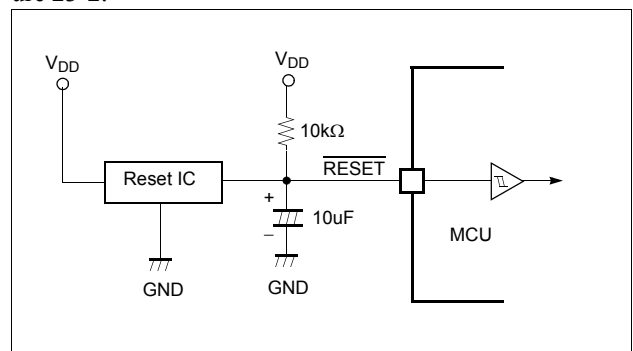 VDD
VDD
10kΩ
RESET
Reset IC
+
10uF
–
MCU
GND
GND